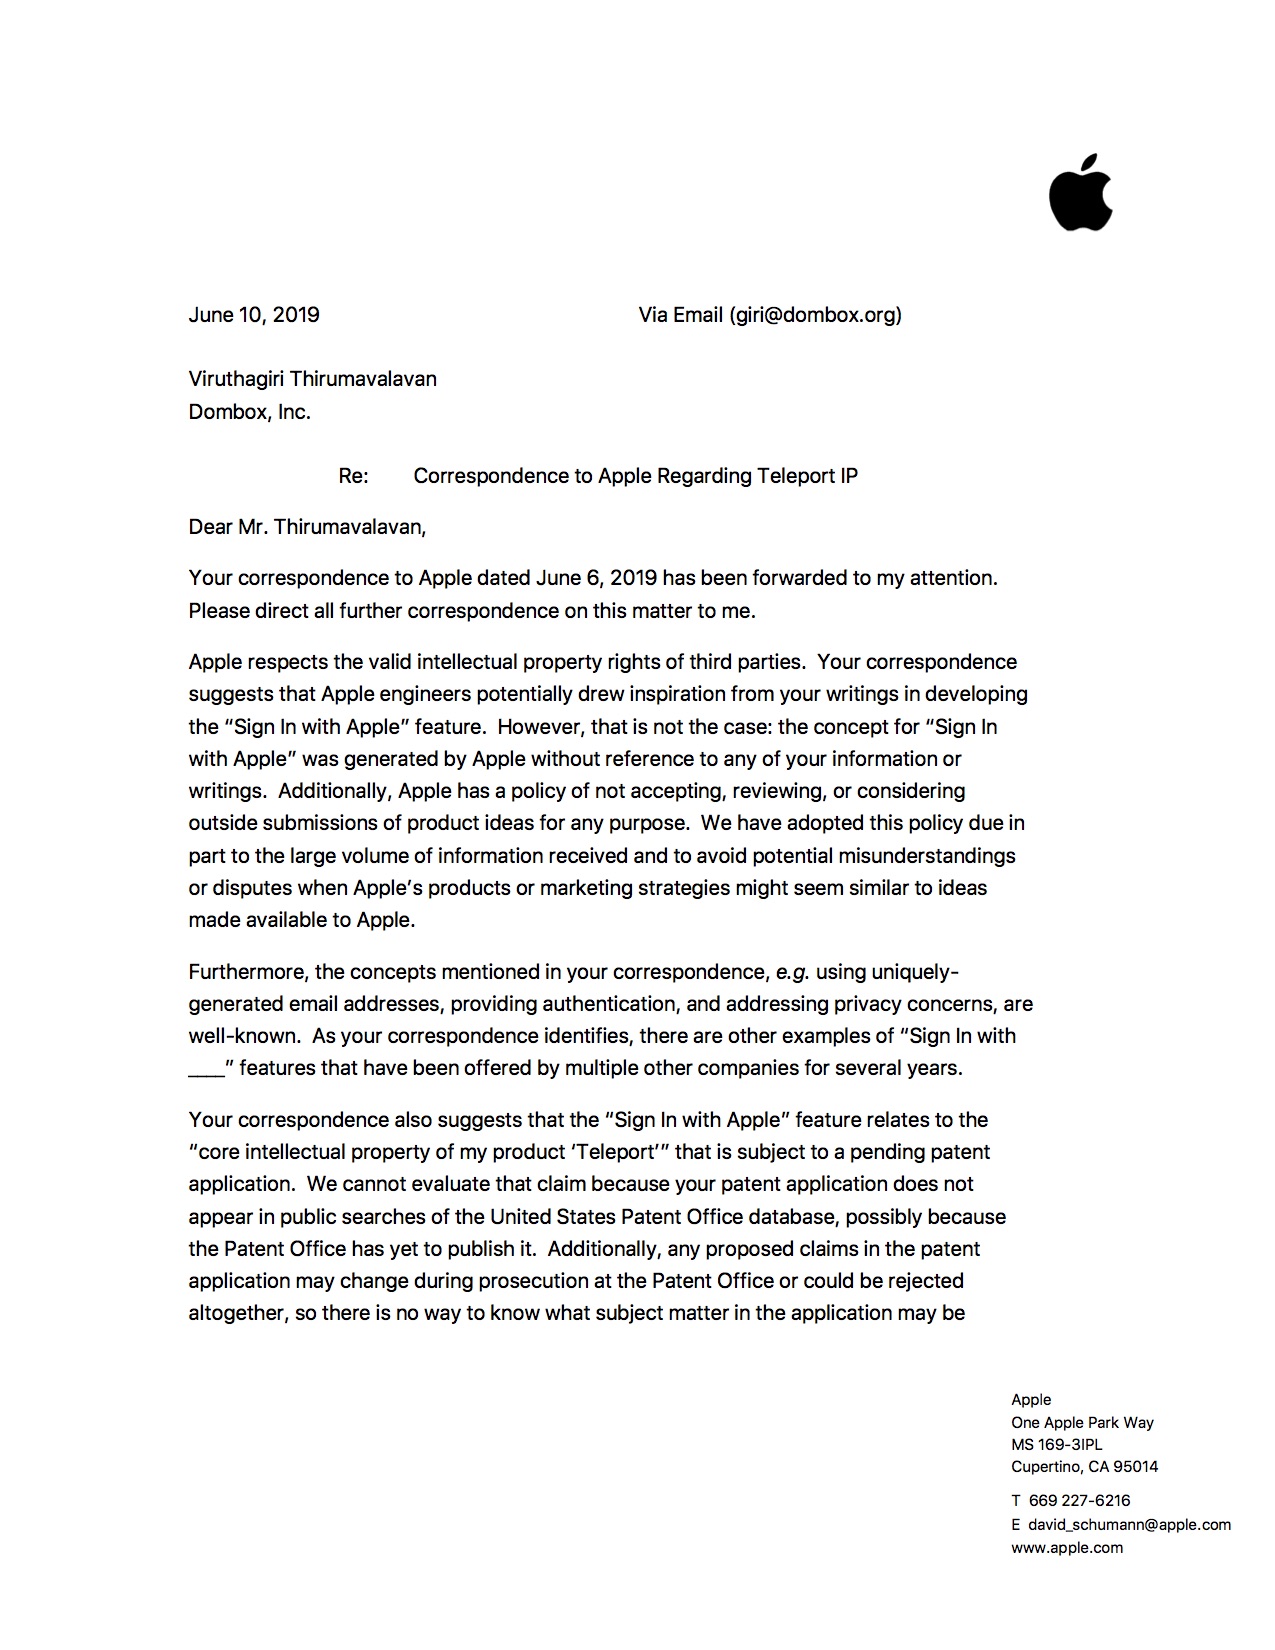 June 10, 2019 Via Email (giri@dombox.org)
Viruthagiri Thirumavalavan
Dombox, Inc.
Re: Correspondence to Apple Regarding Teleport IP
Dear Mr. Thirumavalavan,
Your correspondence to Apple dated June 6, 2019 has been forwarded to my attention.
Please direct all further correspondence on this matter to me.
Apple respects the valid intellectual property rights of third parties.  Your correspondence
suggests that Apple engineers potentially drew inspiration from your writings in developing
the “Sign In with Apple” feature.  However, that is not the case: the concept for “Sign In
with Apple” was generated by Apple without reference to any of your information or
writings.  Additionally, Apple has a policy of not accepting, reviewing, or considering
outside submissions of product ideas for any purpose.  We have adopted this policy due in
part to the large volume of information received and to avoid potential misunderstandings
or disputes when Apple’s products or marketing strategies might seem similar to ideas
made available to Apple.
Furthermore, the concepts mentioned in your correspondence, e.g. using uniquely-
generated email addresses, providing authentication, and addressing privacy concerns, are
well-known.  As your correspondence identifies, there are other examples of “Sign In with
____” features that have been offered by multiple other companies for several years.
Your correspondence also suggests that the “Sign In with Apple” feature relates to the
“core intellectual property of my product ‘Teleport’” that is subject to a pending patent
application.  We cannot evaluate that claim because your patent application does not
appear in public searches of the United States Patent Office database, possibly because
the Patent Office has yet to publish it.  Additionally, any proposed claims in the patent
application may change during prosecution at the Patent Office or could be rejected
altogether, so there is no way to know what subject matter in the application may be
Apple
One Apple Park Way
MS 169-3IPL
Cupertino, CA 95014
T 669 227-6216
E david_schumann@apple.com
www.apple.com